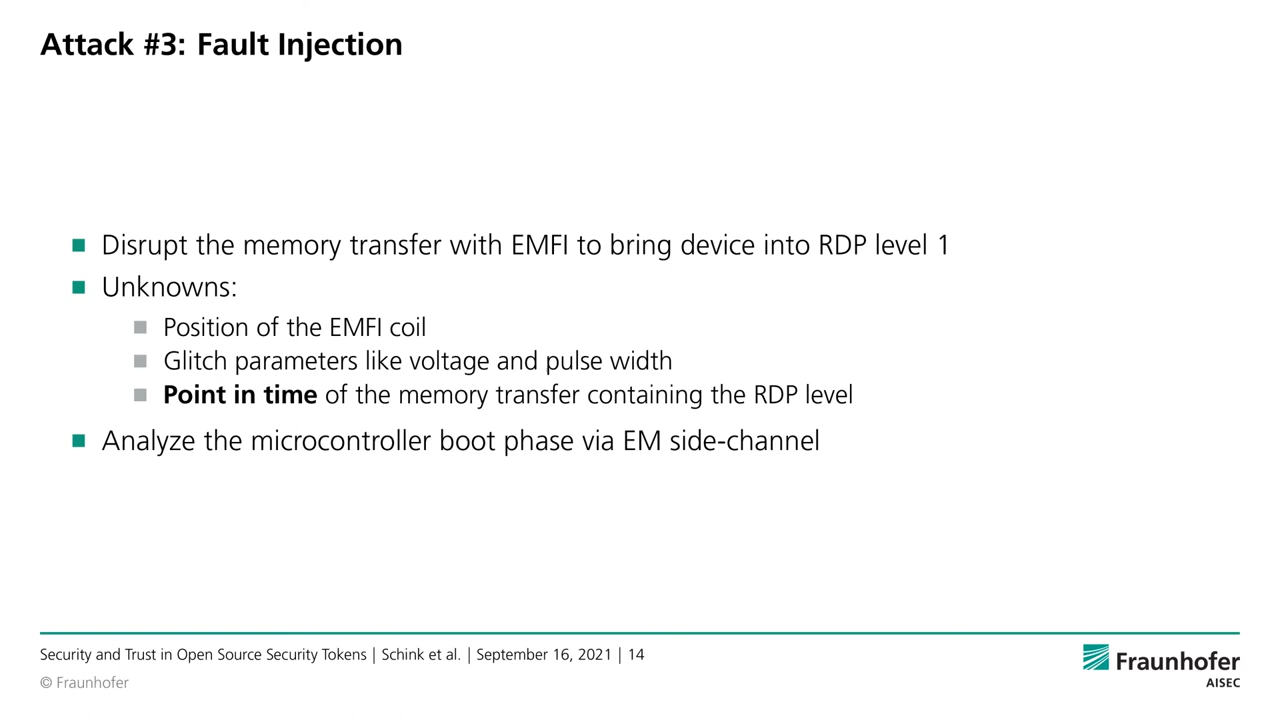 Attack #3: Fault Injection
Disrupt the memory transfer with EMFI to bring device into RDP level 1
Unknowns:
Position of the EMFI coil
Glitch parameters like voltage and pulse width
Point in time of the memory transfer containing the RDP level
Analyze the microcontroller boot phase via EM side-channel
Security and Trust in Open Source Security Tokens | Schink et al. | September 16, 2021 | 14
© Fraunhofer
Fraunhofer
AISEC